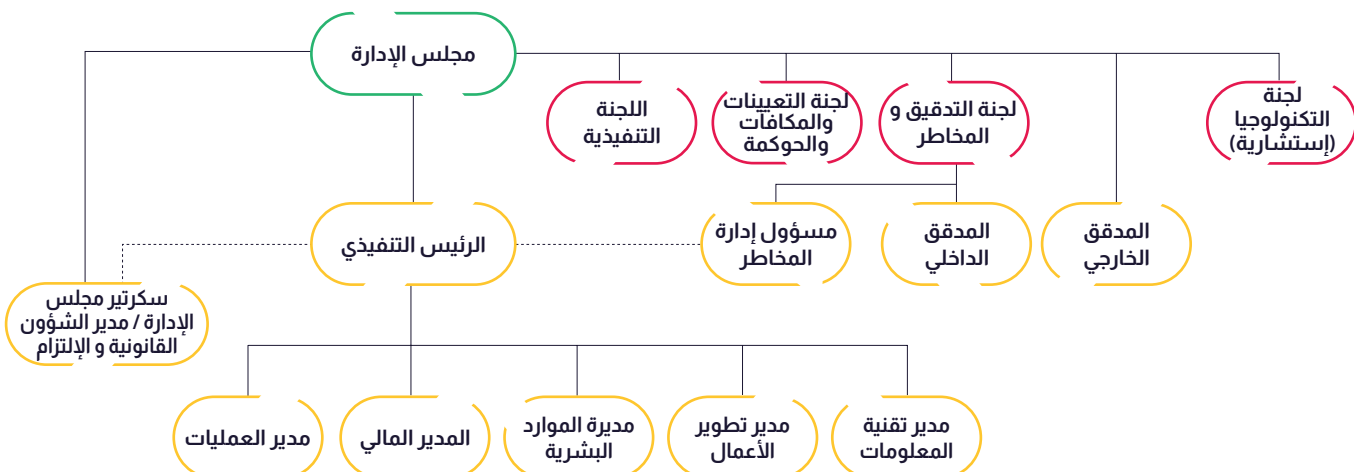 مجلس الإدارة
لجنة
التكنولوجيا
(إستشارية)
لجنة التدقيق و
المخاطر
لجنة التعيينات
والمكافآت
والحوكمة
اللجنة
التنفيذية
المدقق
الخارجي
المدقق
الداخلي
مسؤول إدارة
المخاطر
الرئيس التنفيذي
سكرتير مجلس
الإدارة / مدير الشؤون
القانونية و الإلتزام
مدير تقنية
المعلومات
مدير تطوير
الأعمال
مديرة الموارد
البشرية
المدير المالي
مدير العمليات